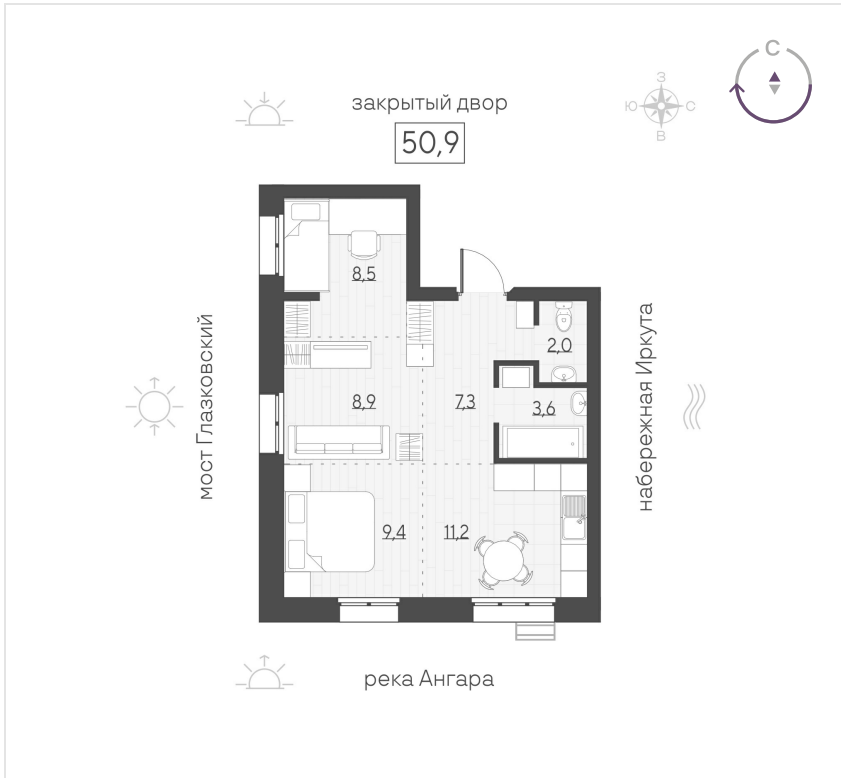 С
закрытый двор
З
Ю
С
В
50,9
8,5
мост Глазковский
набережная Иркута
2,0
8,9
7,3
3,6
9,4
11,2
река Ангара